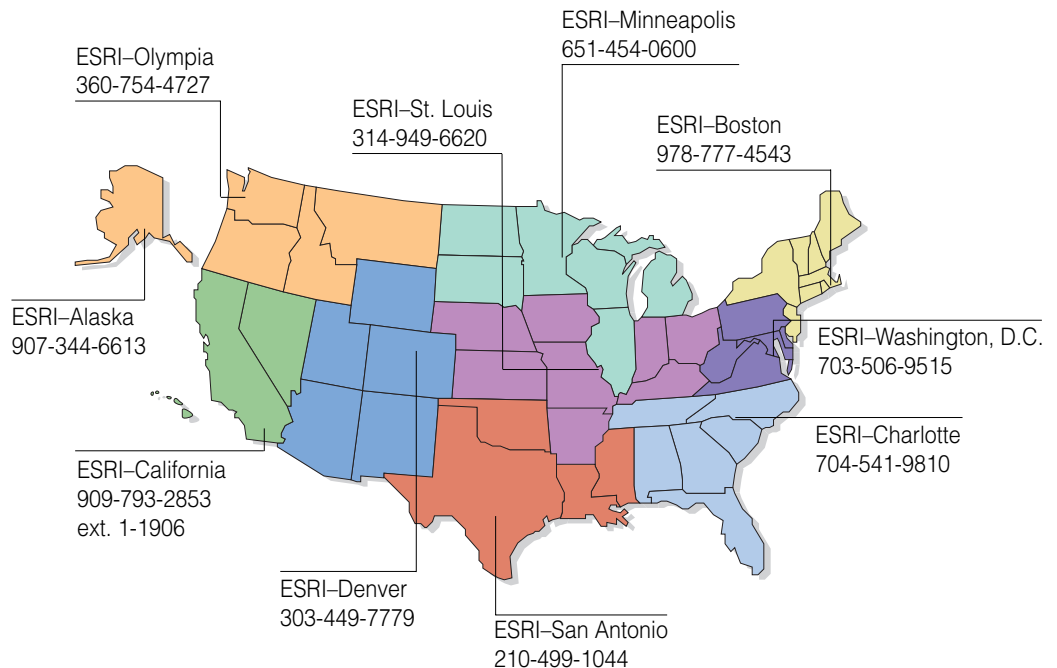 ESRI–Minneapolis
651-454-0600
ESRI–Olympia
360-754-4727
ESRI–St. Louis
314-949-6620
ESRI–Boston
978-777-4543
ESRI–Alaska
907-344-6613
ESRI–Washington, D.C.
703-506-9515
ESRI–Charlotte
704-541-9810
ESRI–California
909-793-2853
ext. 1-1906
ESRI–Denver
303-449-7779
ESRI–San Antonio
210-499-1044